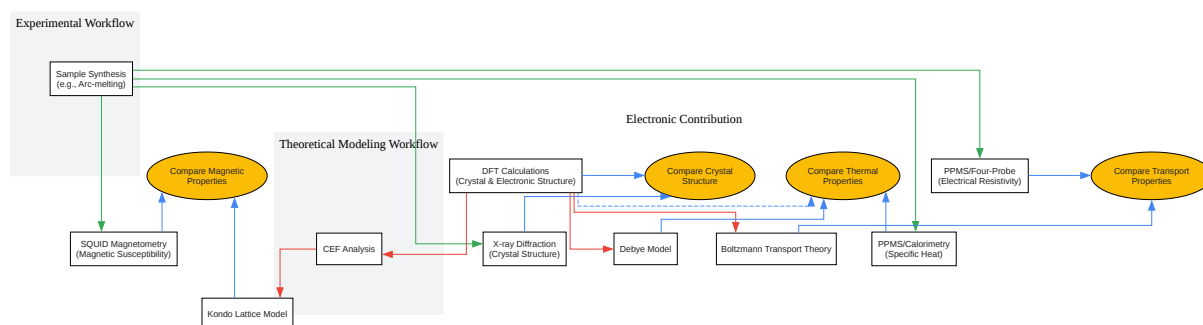 Experimental Workflow
Sample Synthesis
(e.g., Arc-melting)
Electronic Contribution
Theoretical Modeling Workflow
Compare Magnetic
Properties
DFT Calculations
(Crystal & Electronic Structure)
Compare Crystal
Structure
Compare Thermal
Properties
PPMS/Four-Probe
(Electrical Resistivity)
Compare Transport
Properties
SQUID Magnetometry
(Magnetic Susceptibility)
CEF Analysis
X-ray Diffraction
(Crystal Structure)
Debye Model
Boltzmann Transport Theory
PPMS/Calorimetry
(Specific Heat)
Kondo Lattice Model